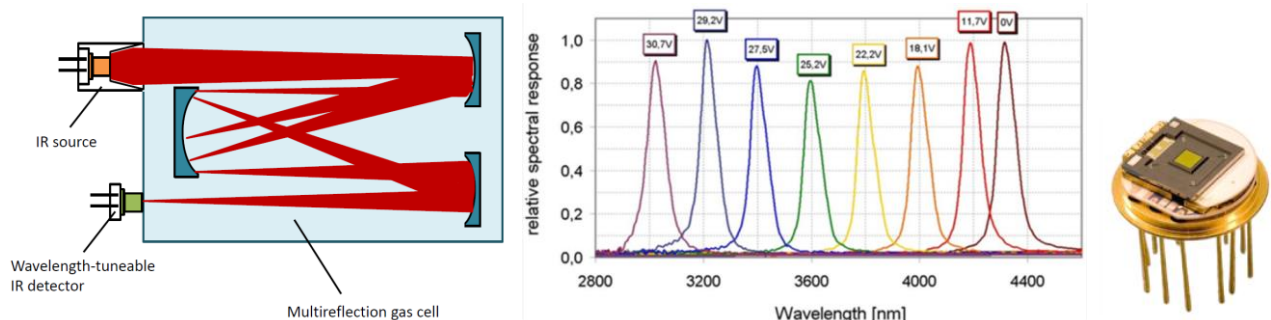 IR source
Wavelength-tuneable
IR detector
Multireflection gas cell
relative spectral response
1,0
0,8
0,6
0,4
0,2
0,0
30,7V
29,2V
27,5V
25,2V
22,2V
18,1V
11,7V
0V
2800
3200
3600
4000
4400
Wavelength [nm]